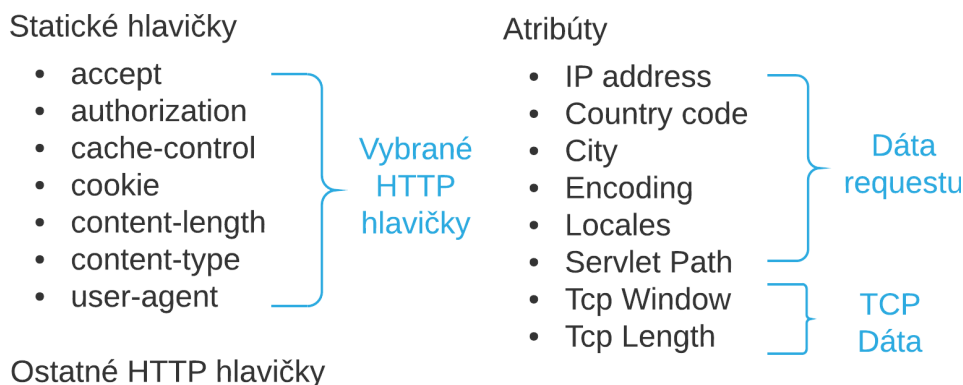 Statické hlavičky
• accept
• authorization
• cache-control
• cookie
• content-length
• content-type
• user-agent
Vybrané
HTTP
hlavičky
Ostatné HTTP hlavičky
Atribúty
• IP address
• Country code
• City
• Encoding
• Locales
• Servlet Path
• Tcp Window
• Tcp Length
Dáta
requestu
TCP
Dáta